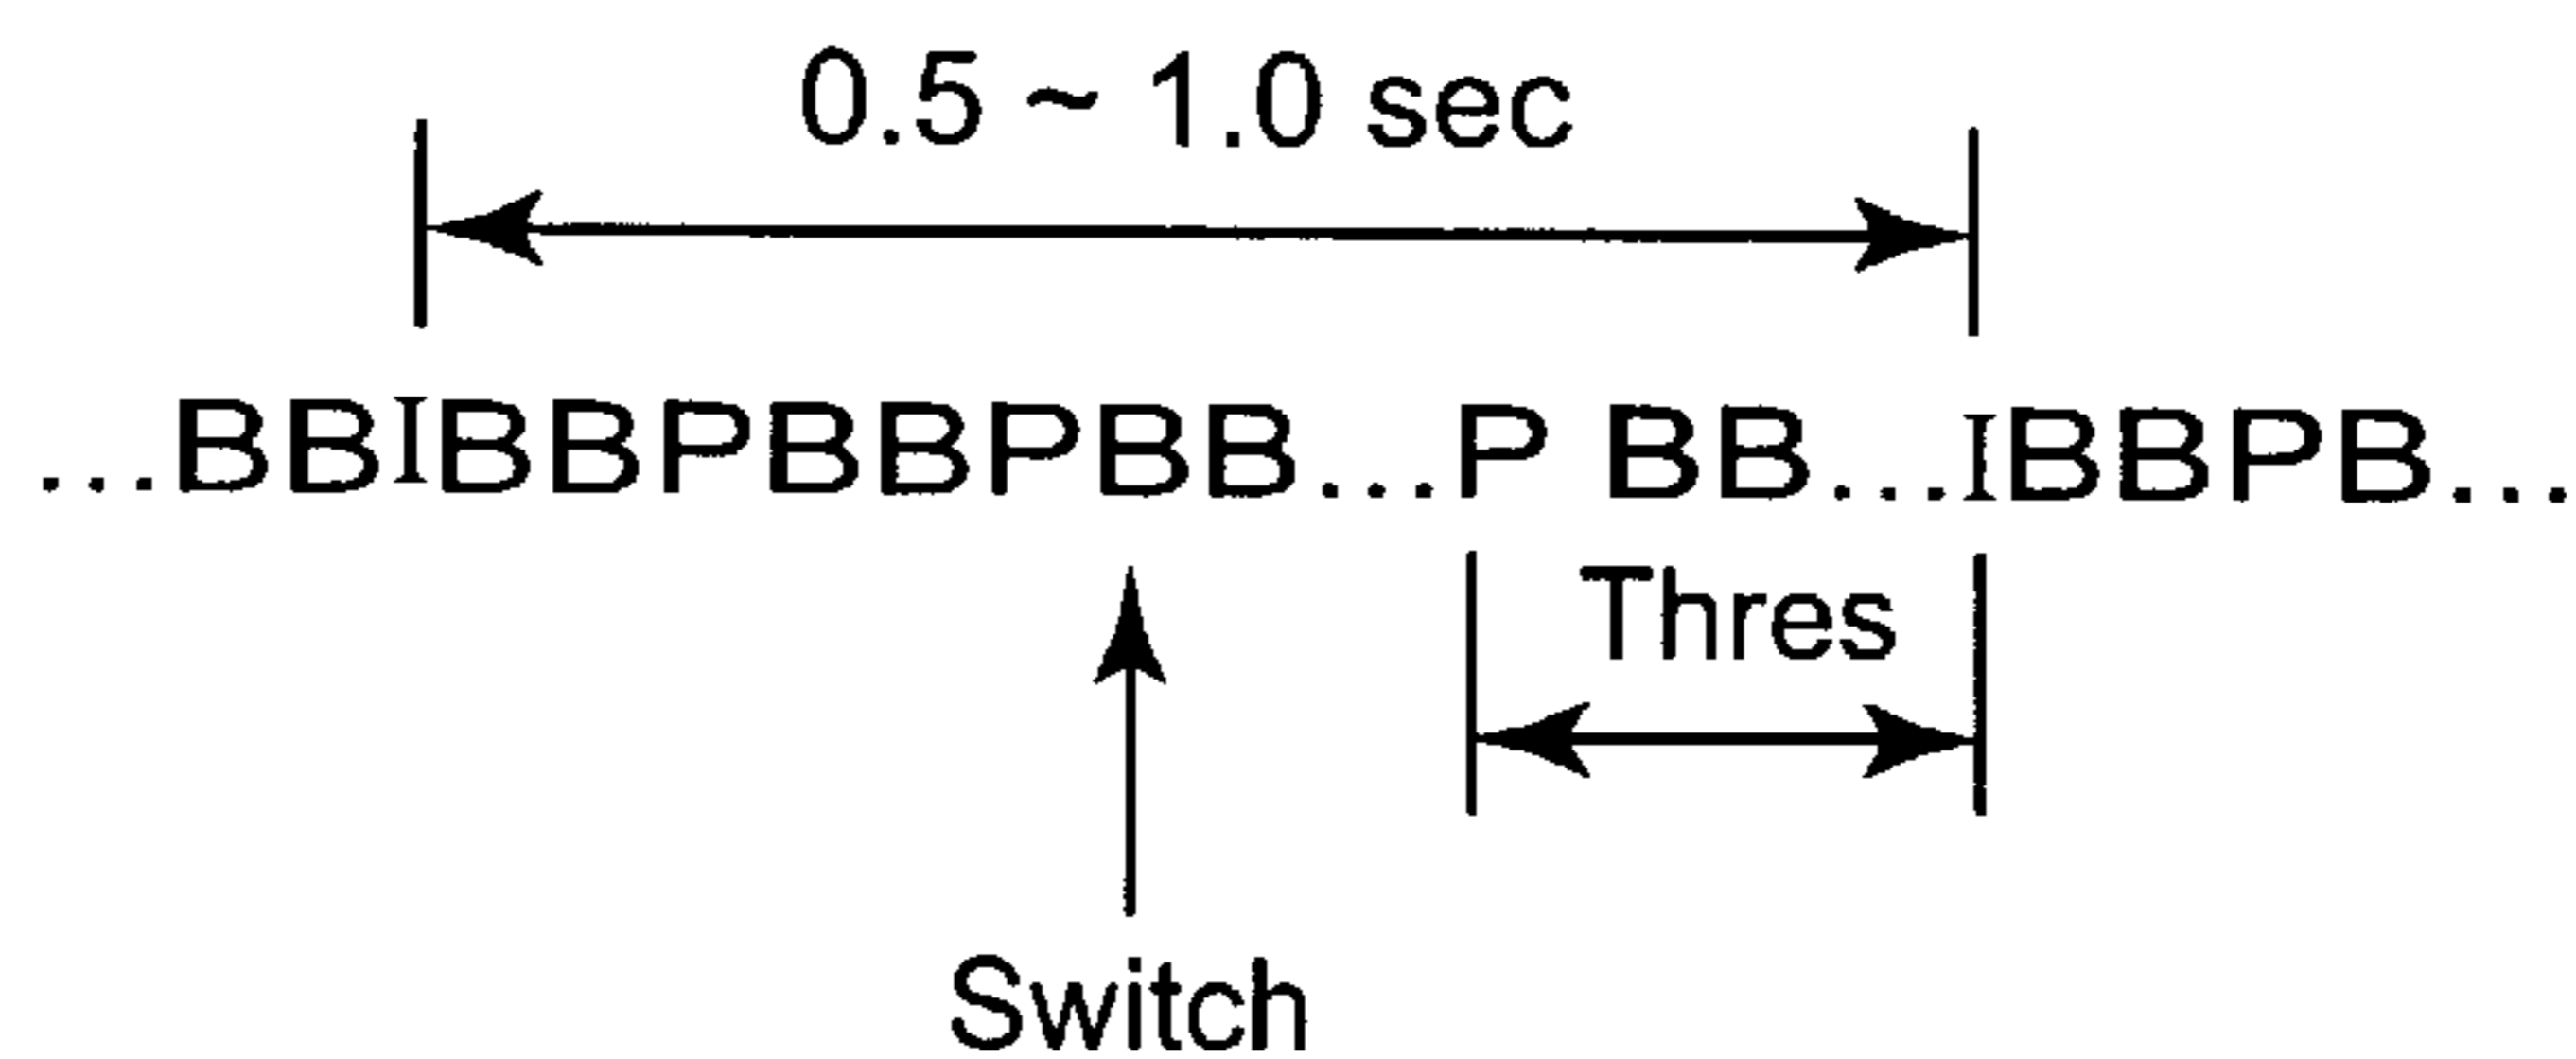 0.5 ~ 1.0 sec
...BBIBBPBBPBB...P BB...IBBPB...
Thres
Switch